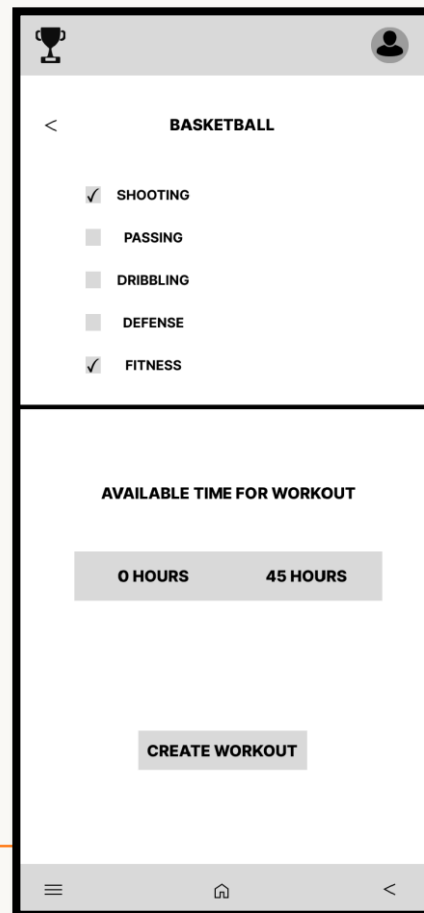 <
BASKETBALL
✓ SHOOTING
PASSING
DRIBBLING
DEFENSE
✓ FITNESS
AVAILABLE TIME FOR WORKOUT
0 HOURS 45 HOURS
CREATE WORKOUT
<